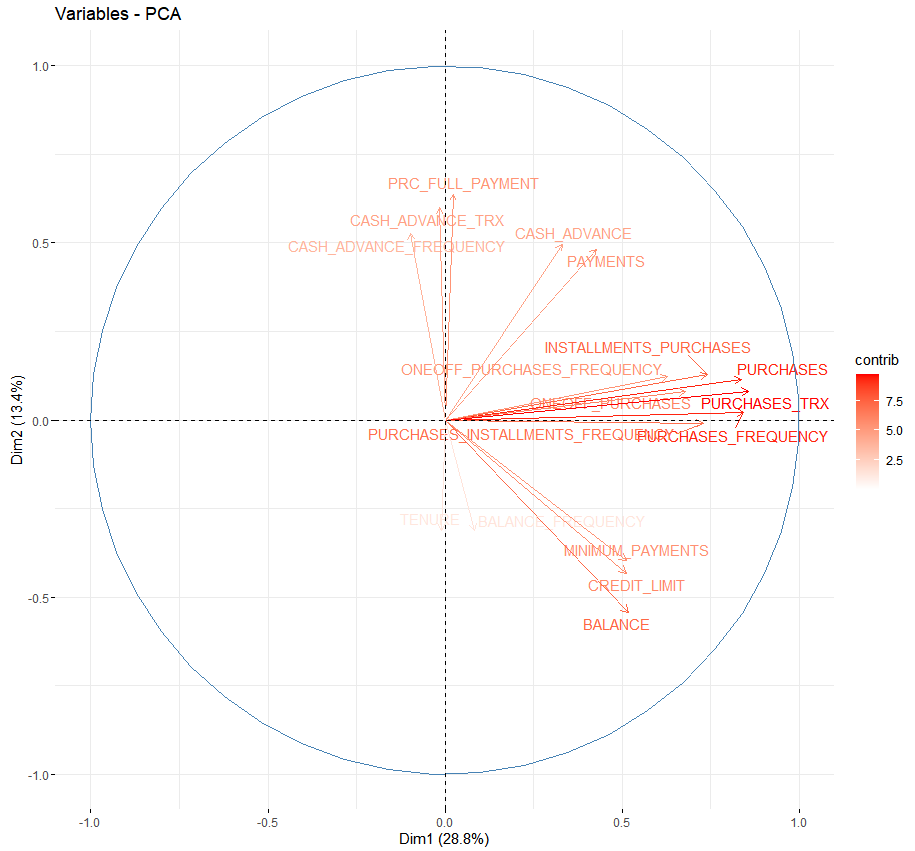 Variables - PCA
1.0
PRC_FULL_PAYMENT
CASH_ADVANCE_TRX
CASH_ADVANCE
CASH_ADVANCE_FREQUENCY
0.5
PAYMENTS
INSTALLMENTS_PURCHASES
contrib
ONEOFF_PURCHASES_FREQUENCY
PURCHASES
7.5
ONEOFF_PURCHASES
PURCHASES_TRX
Dim2 (13.4%)
0.0
5.0
PURCHASES_INSTALLMENTS_FREQUENCY
PURCHASES_FREQUENCY
2.5
TENURE
BALANCE_FREQUENCY
MINIMUM_PAYMENTS
CREDIT_LIMIT
-0.5
BALANCE
-1.0
-1.0
-0.5
0.0
0.5
1.0
Dim1 (28.8%)